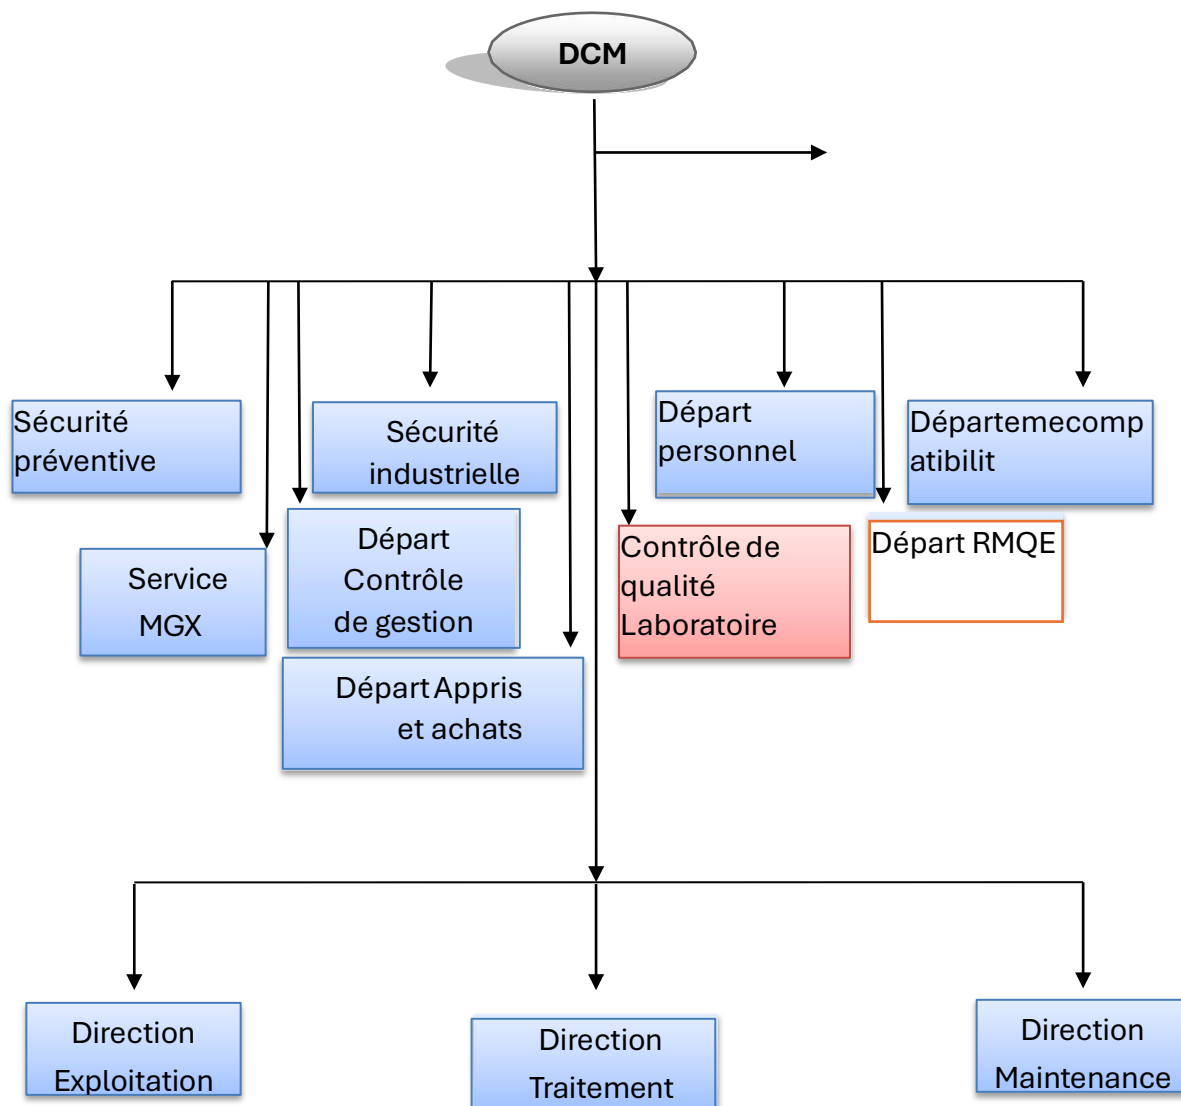 DCM
Sécurité
préventive
Sécurité
industrielle
Départ
personnel
Départemecomp
atibilit
Service
MGX
Départ
Contrôle
de gestion
Contrôle de
qualité
Laboratoire
Départ RMQE
Départ Appris
et achats
Direction
Exploitation
Direction
Traitement
Direction
Maintenance